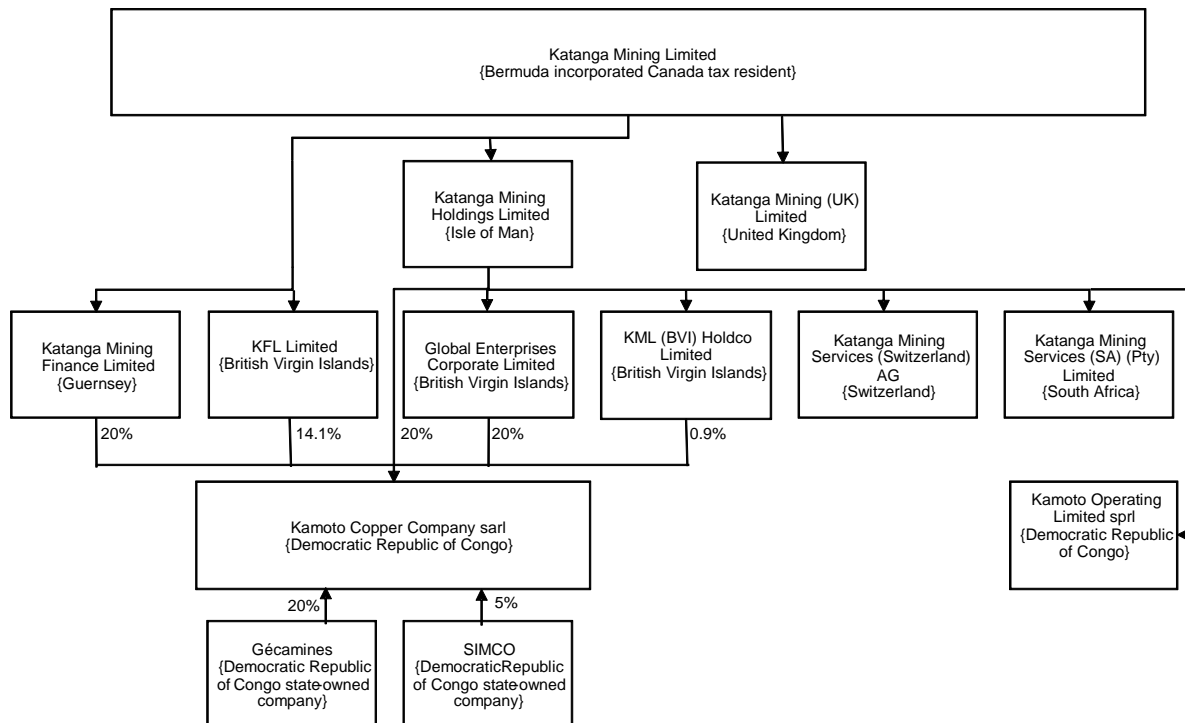 Katanga Mining Limited
{Bermuda incorporated Canada tax resident}
Katanga Mining
Holdings Limited
{Isle of Man}
Katanga Mining (UK)
Limited
{United Kingdom}
Katanga Mining
Finance Limited
{Guernsey}
KFL Limited
{British Virgin Islands}
Global Enterprises
Corporate Limited
{British Virgin Islands}
KML (BVI) Holdco
Limited
{British Virgin Islands}
Katanga Mining
Services (Switzerland)
AG
{Switzerland}
Katanga Mining
Services (SA) (Pty)
Limited
{South Africa}
20%
14.1%
20%
20%
0.9%
Kamoto Copper Company sarl
{Democratic Republic of Congo}
Kamoto Operating
Limited sprl
{Democratic Republic
of Congo}
20%
5%
Gécamines
{Democratic Republic
of Congo state-owned
company}
SIMCO
{DemocraticRepublic
of Congo state-owned
company}